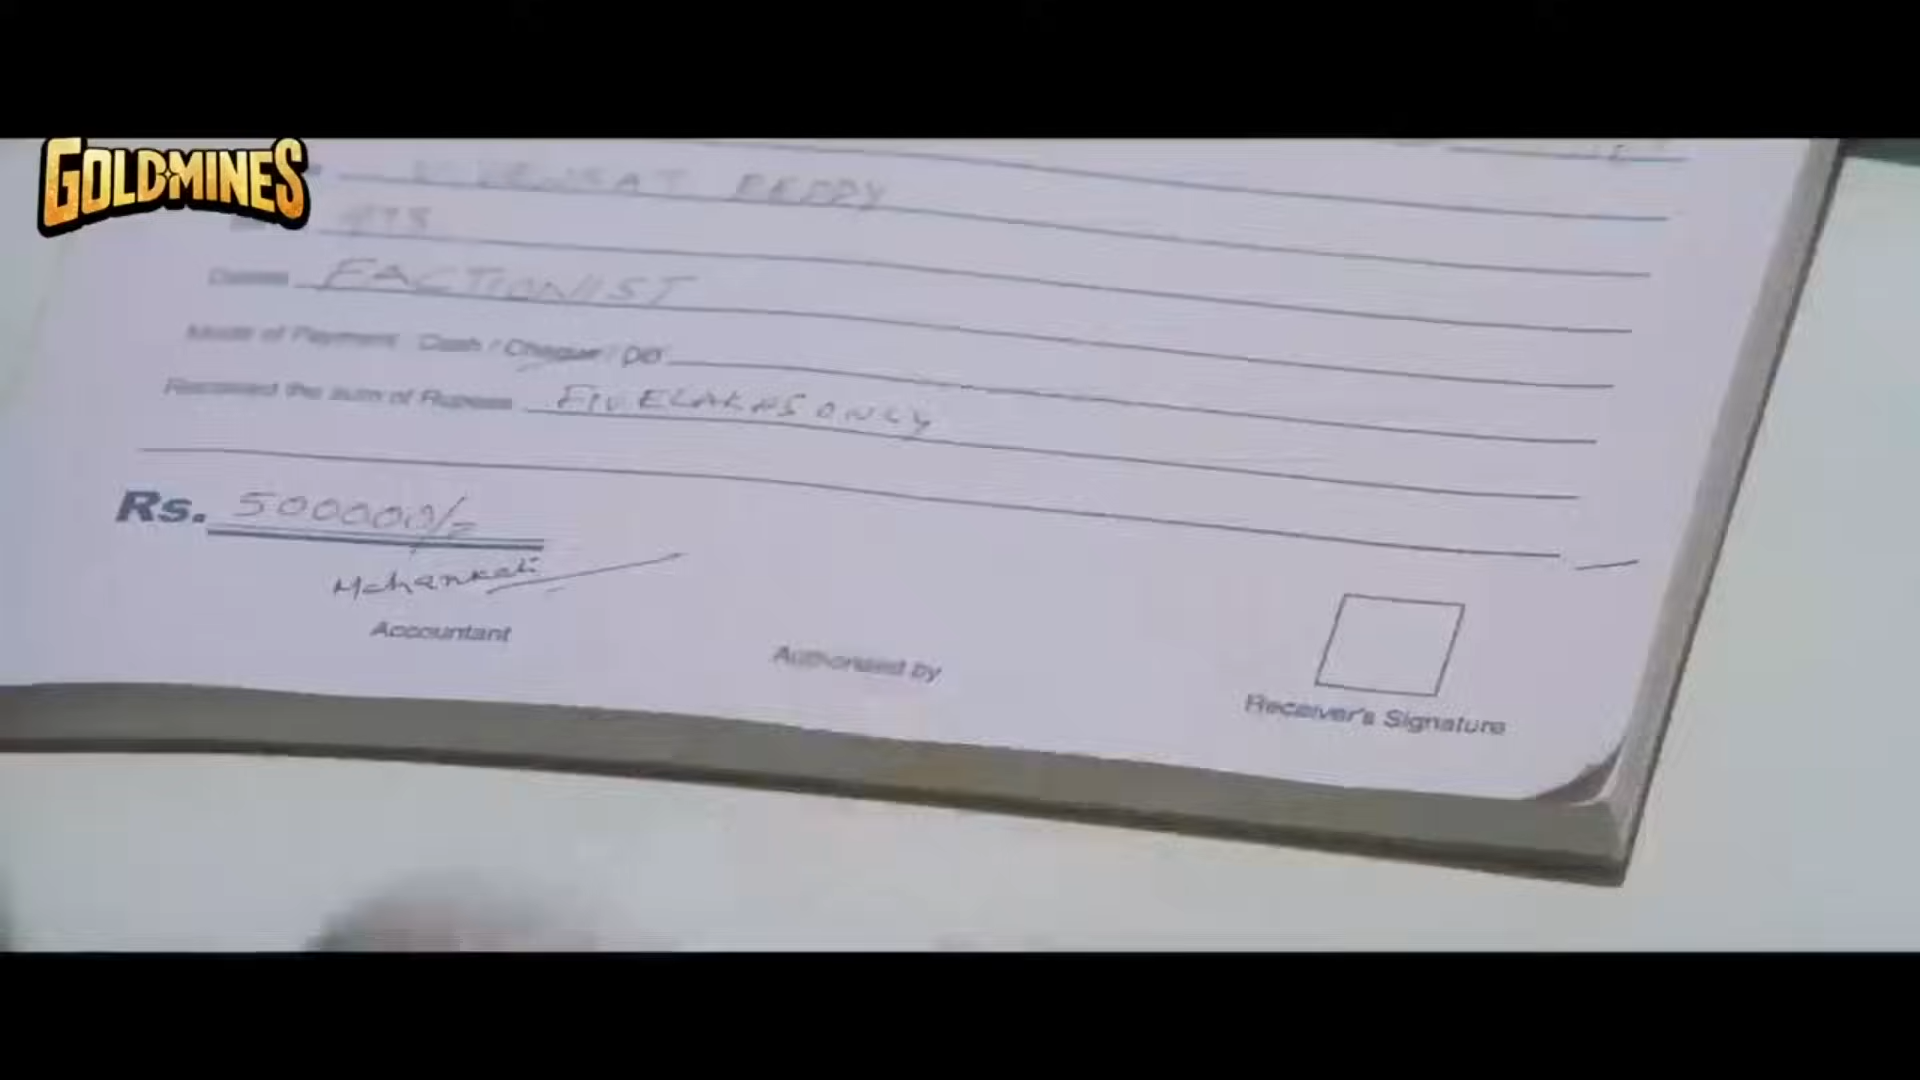 GOLDMINES
REDDY
FACTIONIST
Mode of Payment Cash / Cheque / DD
Received the sum of Rupees FIVE LAKHS ONLY
Rs. 500000/-
Mahankali
Accountant
Authorised by
Receiver's Signature